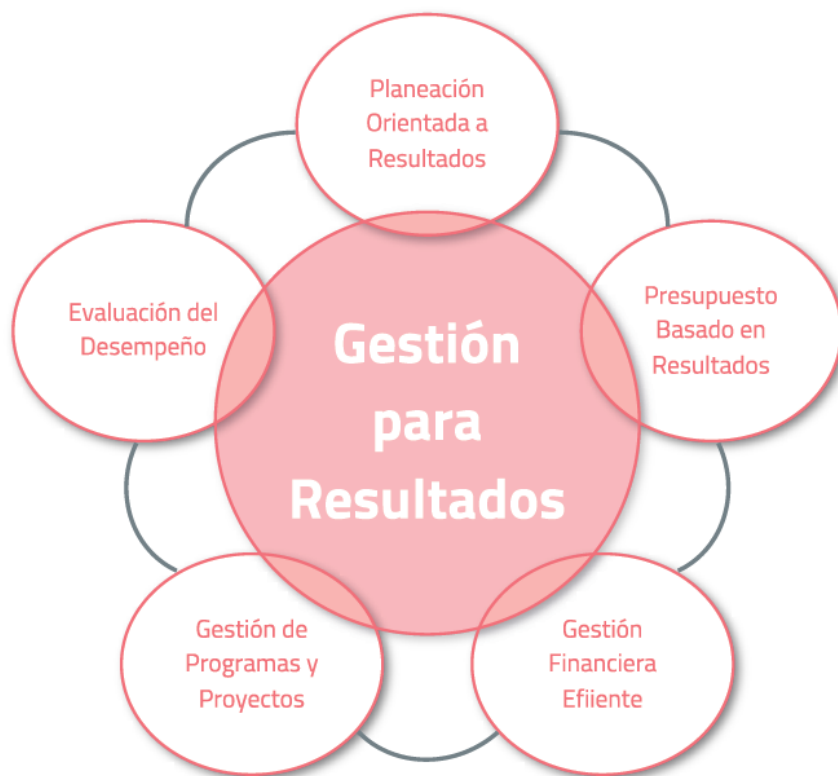 Planeación
Orientada a
Resultados
Presupuesto
Basado en
Resultados
Gestión
Financiera
Efiiente
Gestión de
Programas y
Proyectos
Evaluación del
Desempeño
Gestión
para
Resultados